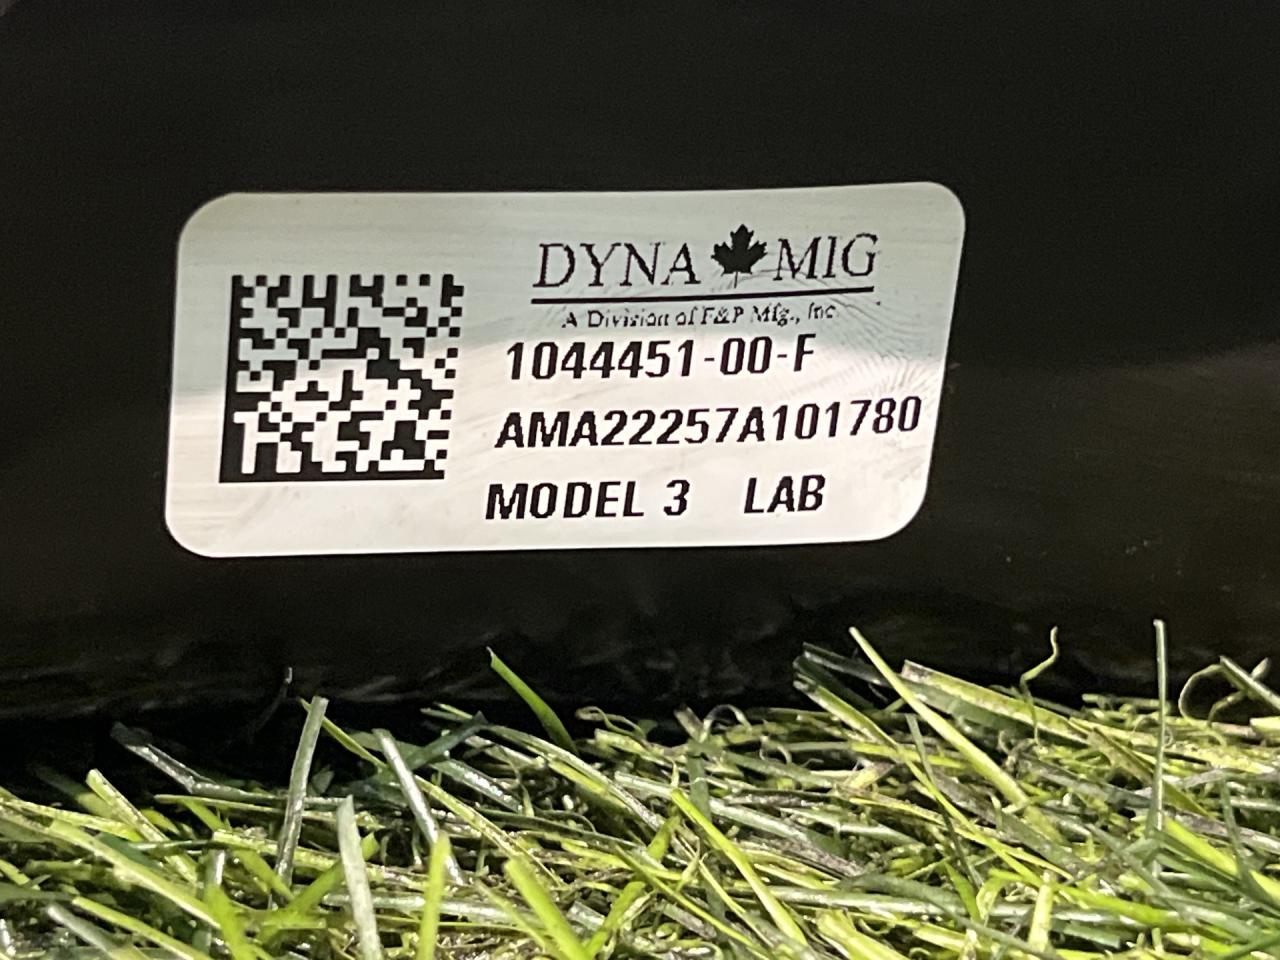 DYNA MIG
A Division of F&P Mfg., Inc.
1044451-00-F
AMA22257A101780
MODEL 3 LAB